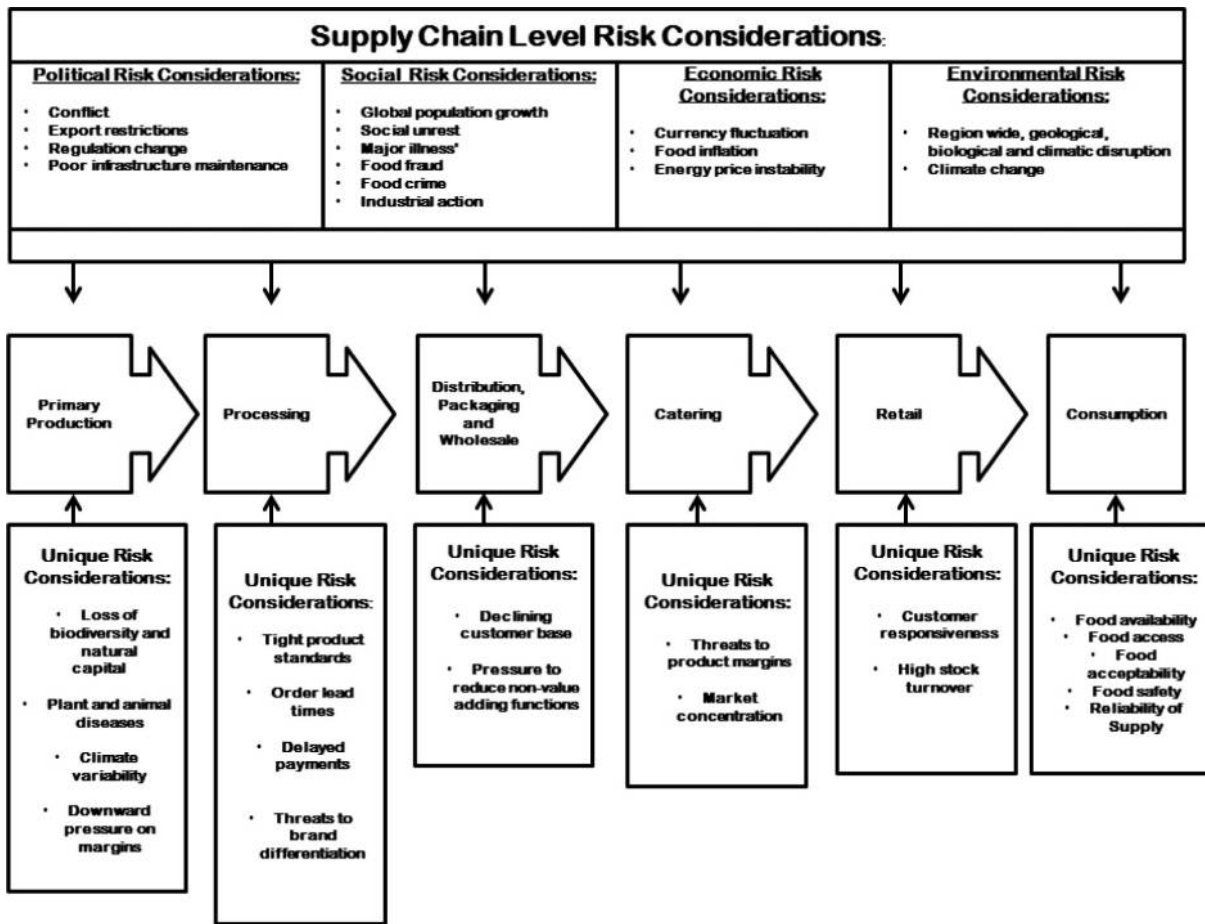 Supply Chain Level Risk Considerations:
Political Risk Considerations:
• Conflict
• Export restrictions
• Regulation change
• Poor infrastructure maintenance
Social Risk Considerations:
• Global population growth
• Social unrest
• Major illness'
• Food fraud
• Food crime
• Industrial action
Economic Risk
Considerations:
• Currency fluctuation
• Food inflation
• Energy price instability
Environmental Risk
Considerations:
• Region wide, geological,
biological and climatic disruption
• Climate change
Primary
Production
Processing
Distribution,
Packaging
and
Wholesale
Catering
Retail
Consumption
Unique Risk
Considerations:
• Loss of
biodiversity and
natural
capital
• Plant and animal
diseases
• Climate
variability
• Downward
pressure on
margins
Unique Risk
Considerations:
• Tight product
standards
• Order lead
times
• Delayed
payments
• Threats to
brand
differentiation
Unique Risk
Considerations:
• Declining
customer base
• Pressure to
reduce non-value
adding functions
Unique Risk
Considerations:
• Threats to
product margins
• Market
concentration
Unique Risk
Considerations:
• Customer
responsiveness
• High stock
turnover
Unique Risk
Considerations:
• Food availability
• Food access
• Food
acceptability
• Food safety
• Reliability of
Supply